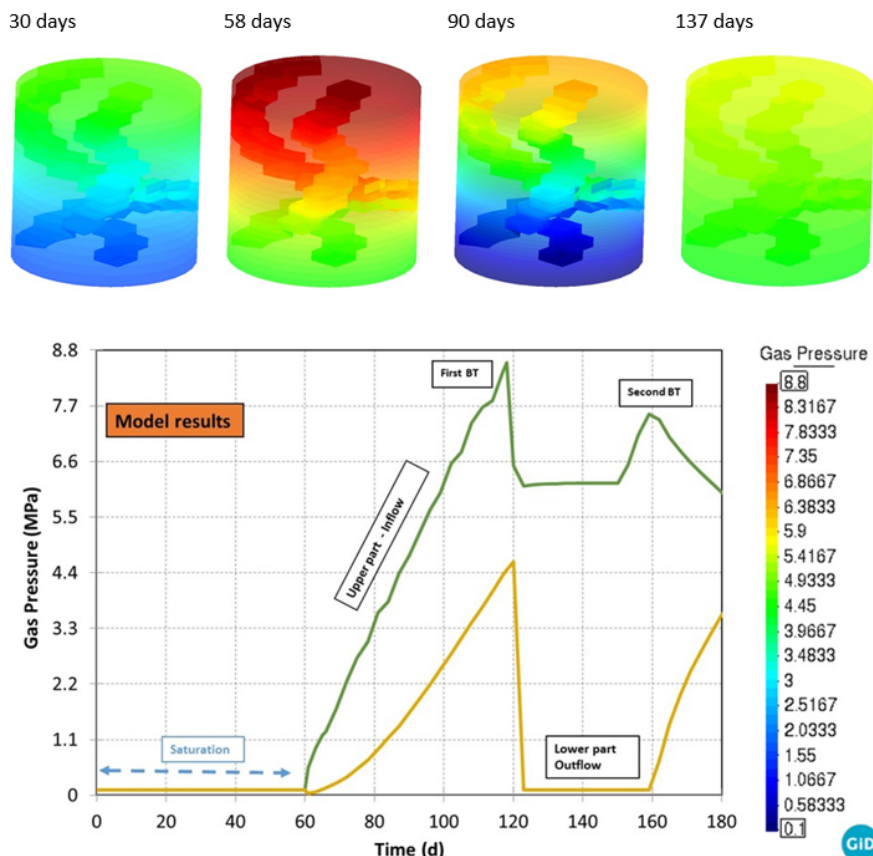 30 days 58 days 90 days 137 days
Gas Pressure
8.8
8.3167
7.8333
7.35
6.8667
6.3833
5.9
5.4167
4.9333
4.45
3.9667
3.4833
3
2.5167
2.0333
1.55
1.0667
0.58333
0.1
GiD
Gas Pressure (MPa)
8.8
7.7
6.6
5.5
4.4
3.3
2.2
1.1
0
Model results
First BT
Second BT
Upper part - Inflow
Saturation
Lower part
Outflow
0 20 40 60 80 100 120 140 160 180
Time (d)